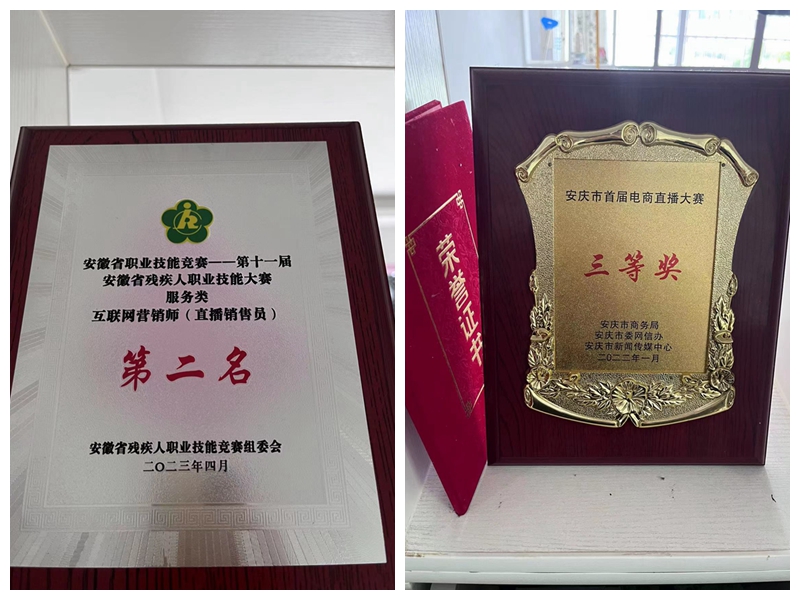 安徽省职业技能竞赛——第十一届
安徽省残疾人职业技能大赛
服务类
互联网营销师（直播销售员）
第二名
安徽省残疾人职业技能竞赛组委会
二〇二三年四月
荣誉证书
安庆市首届电商直播大赛
三等奖
安庆市商务局
安庆市委网信办
安庆市新闻传媒中心
二〇二二年一月